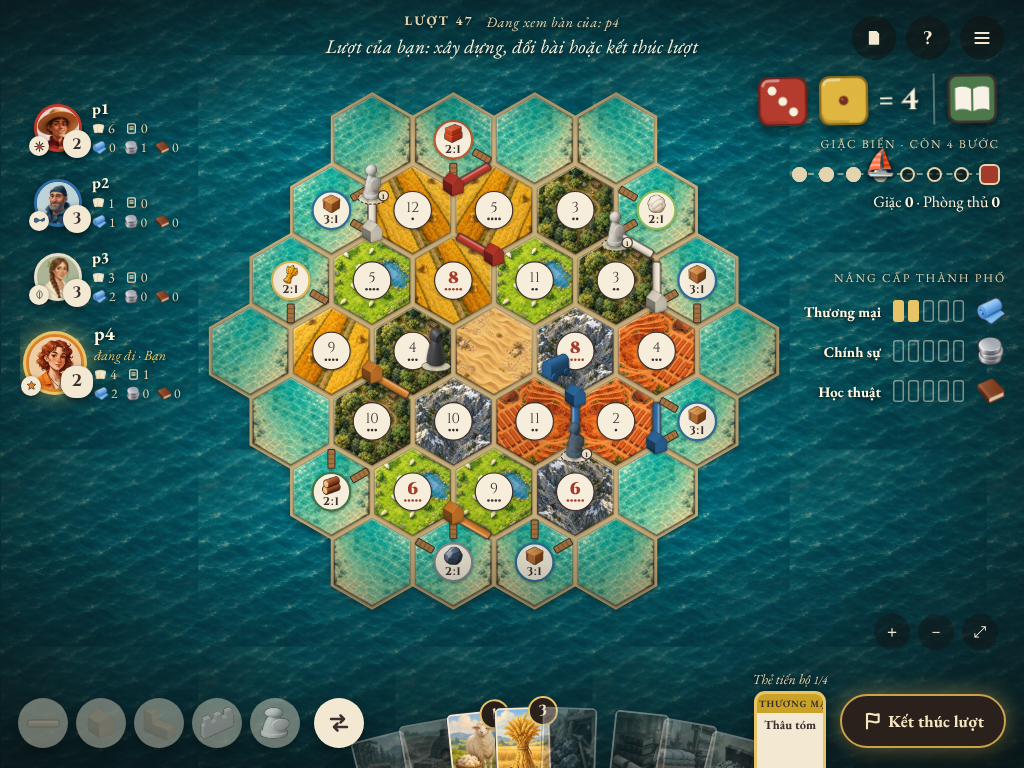 LƯỢT 47 Đang xem bàn của: p4
Lượt của bạn: xây dựng, đổi bài hoặc kết thúc lượt
?
= 4
GIẶC BIỂN · CÒN 4 BƯỚC
Giặc 0 · Phòng thủ 0
p1
2
6 0
0 1 0
p2
3
1 0
0 0 0
p3
3
3 0
2 0 0
p4
đang đi · Bạn
2
4 1
2 0 0
NÂNG CẤP THÀNH PHỐ
Thương mại
Chính sự
Học thuật
2:1
3:1 12 5 3 2:1
2:1 5 8 11 3 3:1
9 4 8 4
10 10 11 2 3:1
2:1 6 9 6
2:1 3:1
+ −
Thẻ tiến bộ 1/4
THƯƠNG MẠ
Thâu tóm
3
Kết thúc lượt